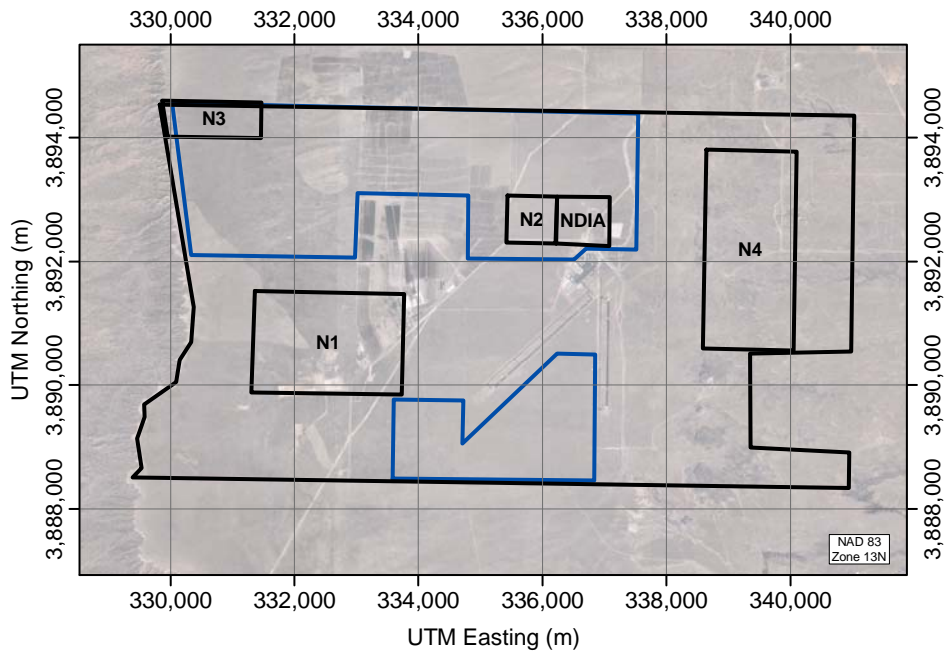 330,000 332,000 334,000 336,000 338,000 340,000
3,894,000
3,892,000
3,890,000
3,888,000
UTM Northing (m)
N3
N2
NDIA
N4
N1
3,894,000
3,892,000
3,890,000
3,888,000
NAD 83
Zone 13N
330,000 332,000 334,000 336,000 338,000 340,000
UTM Easting (m)